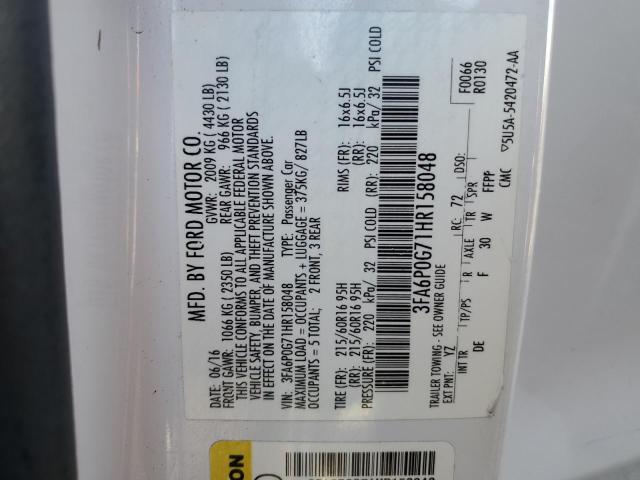 MFD. BY FORD MOTOR CO.
DATE: 06/16 GVWR: 2009 KG ( 4430 LB)
FRONT GAWR: 1066 KG ( 2350 LB) REAR GAWR: 966 KG ( 2130 LB)
THIS VEHICLE CONFORMS TO ALL APPLICABLE FEDERAL MOTOR
VEHICLE SAFETY, BUMPER, AND THEFT PREVENTION STANDARDS
IN EFFECT ON THE DATE OF MANUFACTURE SHOWN ABOVE.
VIN: 3FA6P0G71HR158048 TYPE: Passenger Car
MAXIMUM LOAD = OCCUPANTS + LUGGAGE = 375KG/ 827LB
OCCUPANTS = 5 TOTAL; 2 FRONT, 3 REAR
TIRE (FR): 215/60R16 95H RIMS (FR): 16x6.5J
(RR): 215/60R16 95H (RR): 16x6.5J
PRESSURE (FR): 220 kPa/ 32 PSI COLD (RR): 220 kPa/ 32 PSI COLD
3FA6P0G71HR158048
TRAILER TOWING - SEE OWNER GUIDE F0066
EXT PNT: YZ RC: 72 DSO: R0130
INT TR TP/PS R AXLE TR SPR
DE F 30 W FFPP
CMC 5U5A-5420472-AA